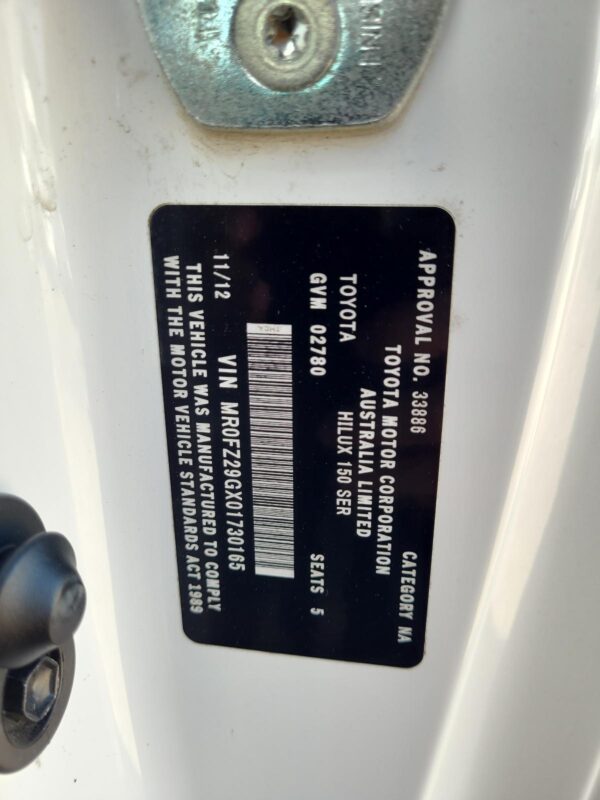 APPROVAL NO. 33886 CATEGORY NA
TOYOTA MOTOR CORPORATION
AUSTRALIA LIMITED
TOYOTA HILUX 150 SER
GVM 02780 SEATS 5
11/12 VIN MR0FZ29GX01730165
THIS VEHICLE WAS MANUFACTURED TO COMPLY
WITH THE MOTOR VEHICLE STANDARDS ACT 1989